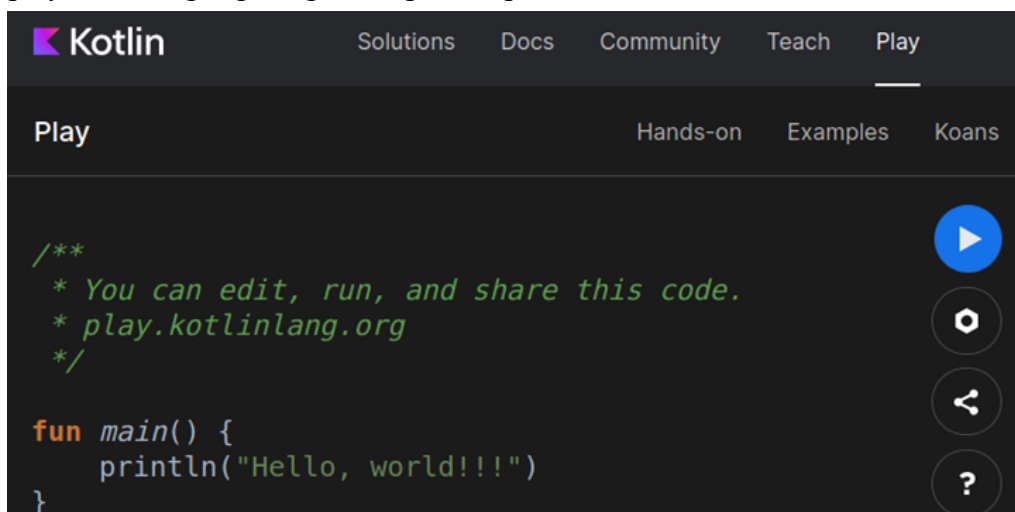 Kotlin Solutions Docs Community Teach Play
Play Hands-on Examples Koans
/**
 * You can edit, run, and share this code.
 * play.kotlinlang.org
 */
fun main() {
    println("Hello, world!!!")
}
?